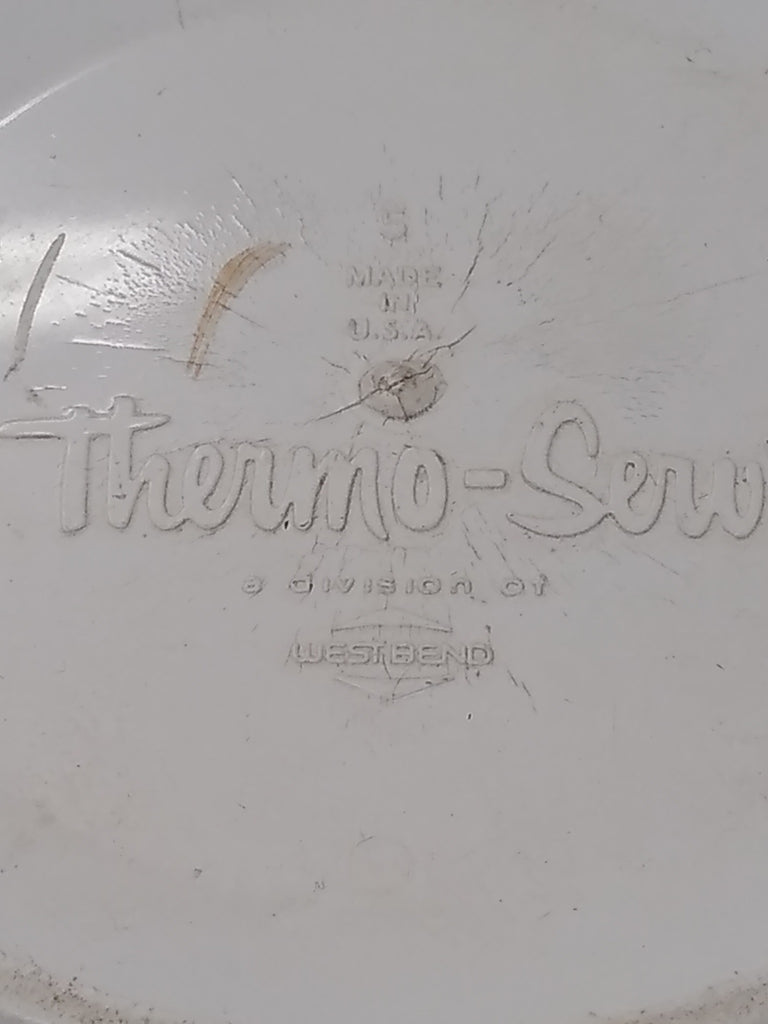 S
MADE
IN
U.S.A.
Thermo-Serv
a division of
WEST BEND